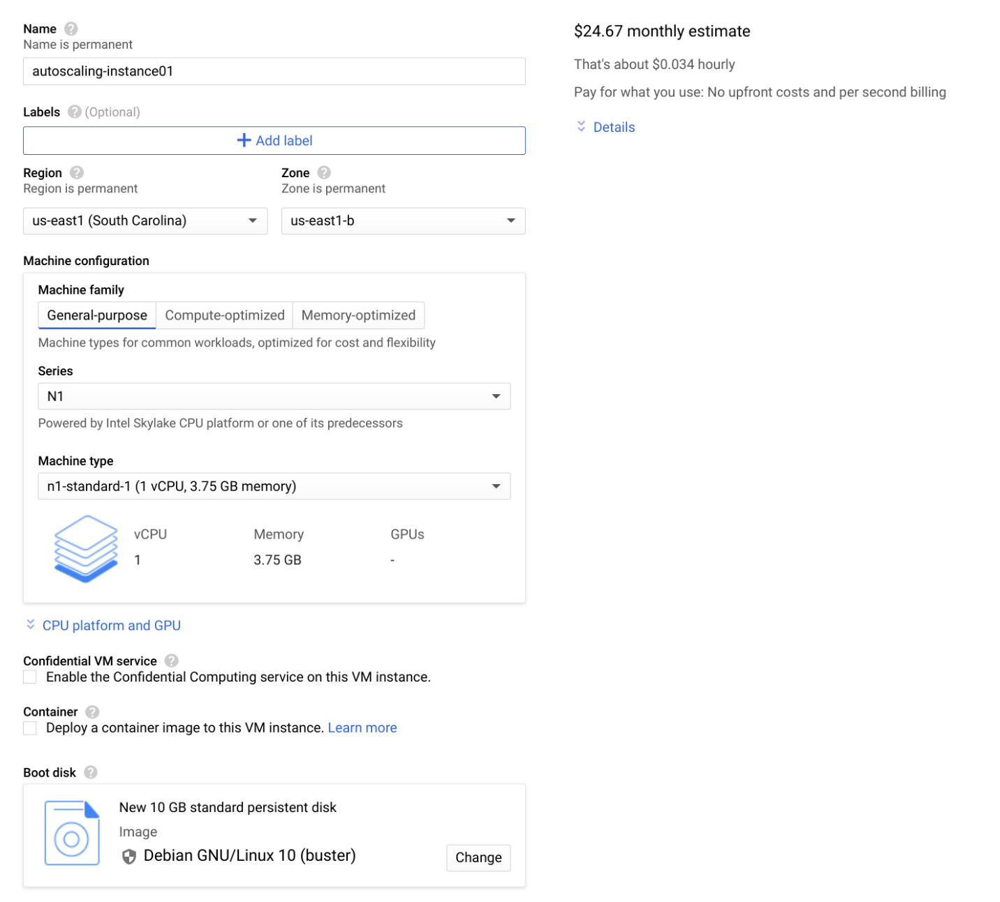 Name ?
Name is permanent
autoscaling-instance01
Labels ? (Optional)
+ Add label
Region ?
Region is permanent
us-east1 (South Carolina)
Zone ?
Zone is permanent
us-east1-b
Machine configuration
Machine family
General-purpose Compute-optimized Memory-optimized
Machine types for common workloads, optimized for cost and flexibility
Series
N1
Powered by Intel Skylake CPU platform or one of its predecessors
Machine type
n1-standard-1 (1 vCPU, 3.75 GB memory)
vCPU Memory GPUs
1 3.75 GB -
CPU platform and GPU
Confidential VM service ?
Enable the Confidential Computing service on this VM instance.
Container ?
Deploy a container image to this VM instance. Learn more
Boot disk ?
New 10 GB standard persistent disk
Image
Debian GNU/Linux 10 (buster)
Change
$24.67 monthly estimate
That's about $0.034 hourly
Pay for what you use: No upfront costs and per second billing
Details